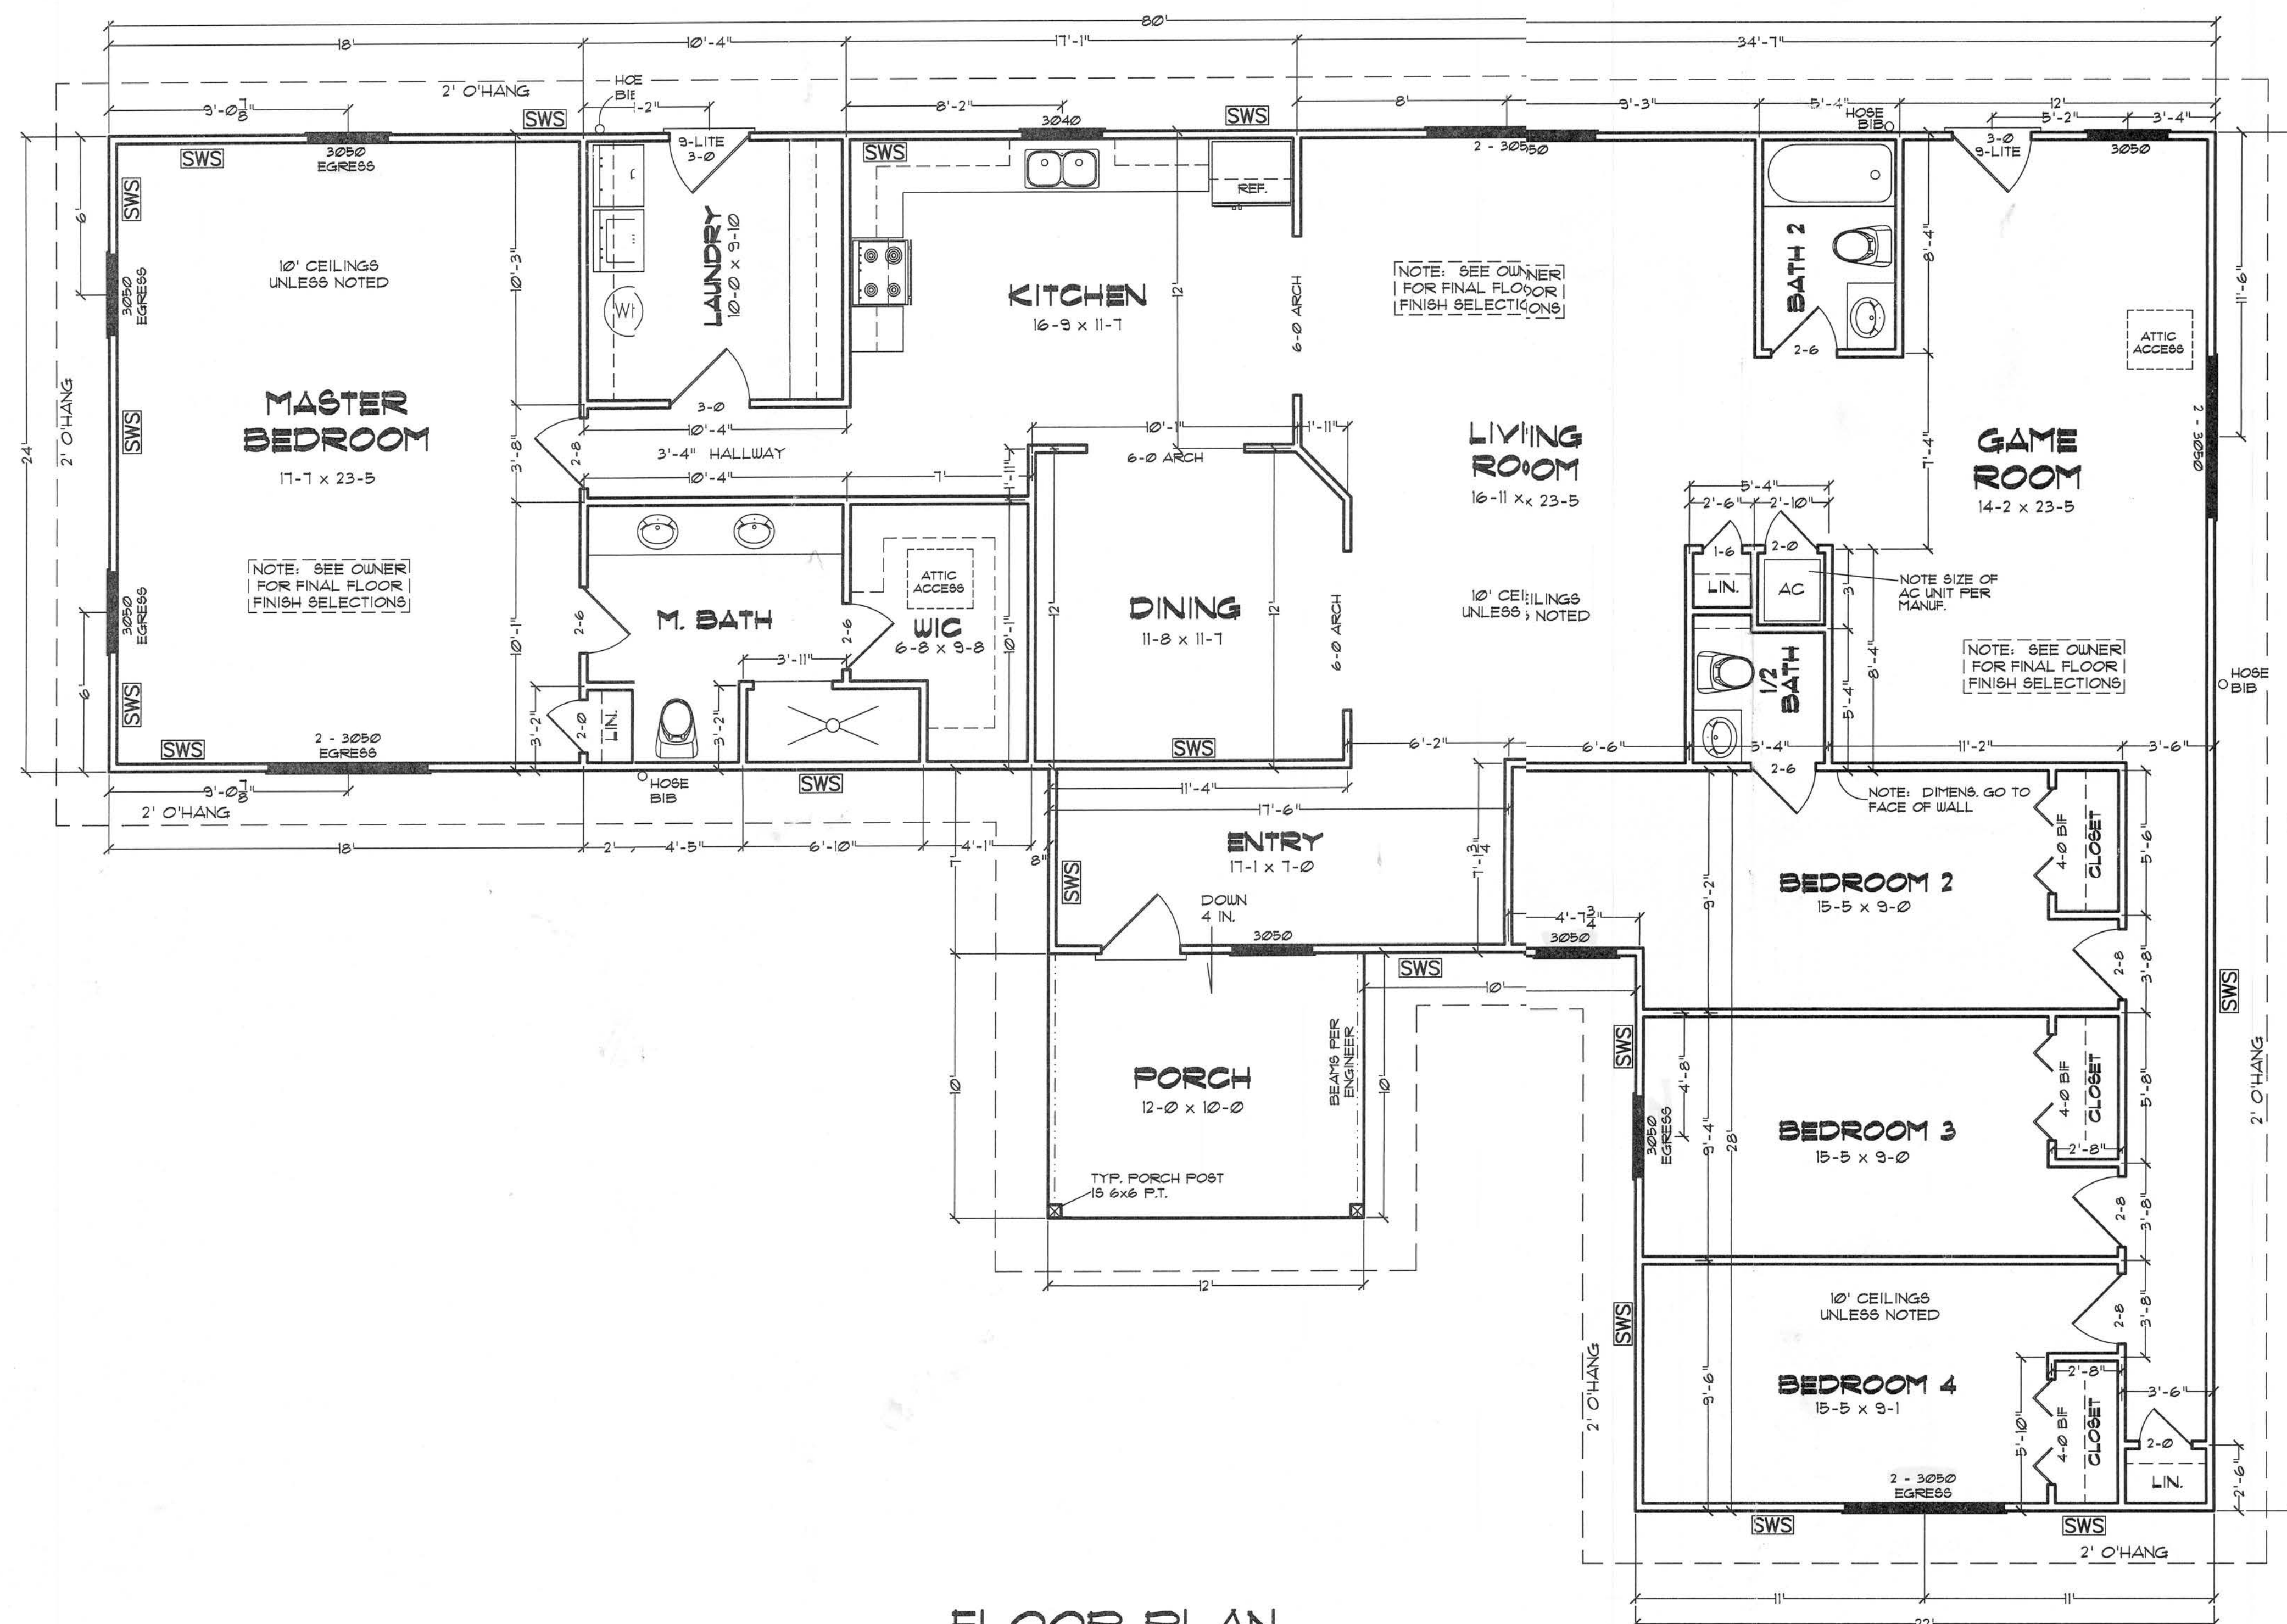 80'
18'
10'-4"
17'-1"
34'-7"
2' O'HANG
9'-0 7/8"
SWS
8'-2"
SWS
8'
9'-3"
5'-4"
12'
HOSE
BIB
5'-2"
3'-4"
3050
EGRESS
SWS
SWS
9-LITE
3-0
3040
SWS
REF.
3-0
9-LITE
3050
6'
3050
EGRESS
10' CEILINGS
UNLESS NOTED
10'-3"
LAUNDRY
10-0 x 9-10
KITCHEN
16-9 x 11-7
12'
6-0 ARCH
NOTE: SEE OWNER
FOR FINAL FLOOR
FINISH SELECTIONS
BATH 2
2-6
8'-4"
ATTIC
ACCESS
11'-6"
2 - 3050
24'
2' O'HANG
SWS
MASTER
BEDROOM
17-7 x 23-5
3'-8"
2-8
3-0
10'-4"
3'-4" HALLWAY
10'-4"
7'
1'-11"
10'-1"
1'-11"
6-0 ARCH
LIVING
ROOM
16-11 x 23-5
7'-4"
GAME
ROOM
14-2 x 23-5
5'-4"
2'-6"
2'-10"
1-6
2-0
LIN.
AC
3'
NOTE SIZE OF
AC UNIT PER
MANUF.
NOTE: SEE OWNER
FOR FINAL FLOOR
FINISH SELECTIONS
3050
EGRESS
6'
SWS
SWS
10'-1"
2-6
M. BATH
2-6
ATTIC
ACCESS
WIC
6-8 x 9-8
10'-1"
12'
DINING
11-8 x 11-7
12'
6-0 ARCH
10' CEILINGS
UNLESS NOTED
1/2
BATH
5'-4"
8'-4"
NOTE: SEE OWNER
FOR FINAL FLOOR
FINISH SELECTIONS
HOSE
BIB
3'-11"
3'-2"
2-0
LIN.
3'-2"
2 - 3050
EGRESS
SWS
6'-2"
6'-6"
5'-4"
11'-2"
3'-6"
2-6
9'-0 7/8"
2' O'HANG
HOSE
BIB
SWS
11'-4"
17'-6"
18'
2'
4'-5"
6'-10"
4'-1"
8"
7'
SWS
ENTRY
17-1 x 7-0
7'-1 3/4"
DOWN
4 IN.
3050
4'-7 3/4"
3050
SWS
NOTE: DIMENS. GO TO
FACE OF WALL
BEDROOM 2
15-5 x 9-0
9'-2"
4-0 BIF
CLOSET
5'-6"
2-8
3'-8"
SWS
10'
10'
PORCH
12-0 x 10-0
BEAMS PER
ENGINEER
10'
TYP. PORCH POST
IS 6x6 P.T.
12'
SWS
3050
EGRESS
4'-8"
9'-4"
28'
BEDROOM 3
15-5 x 9-0
4-0 BIF
CLOSET
2'-8"
5'-8"
2-8
3'-8"
2' O'HANG
SWS
2' O'HANG
10' CEILINGS
UNLESS NOTED
2-8
3'-8"
BEDROOM 4
15-5 x 9-1
9'-6"
2'-8"
5'-10"
4-0 BIF
CLOSET
3'-6"
2-0
LIN.
2'-6"
2 - 3050
EGRESS
SWS
SWS
2' O'HANG
11'
11'
FLOOR PLAN